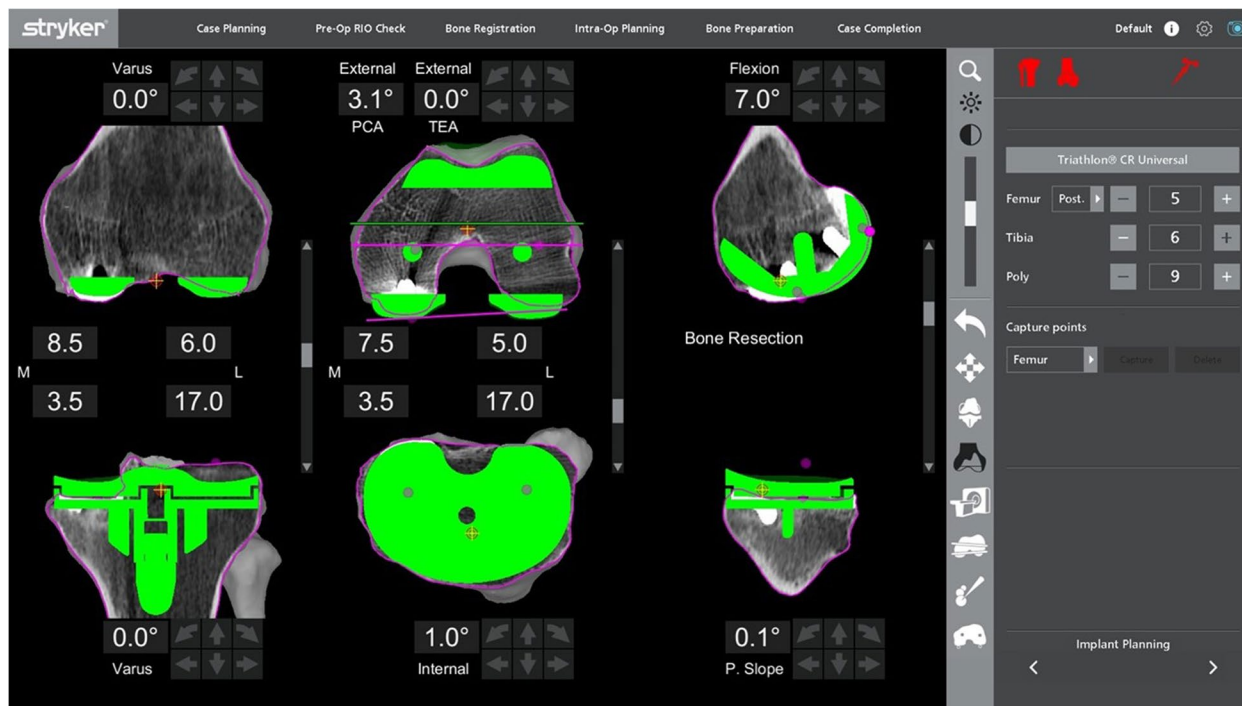 stryker®
Case Planning
Pre-Op RIO Check
Bone Registration
Intra-Op Planning
Bone Preparation
Case Completion
Default
Varus
0.0°
External
External
3.1°
0.0°
PCA
TEA
Flexion
7.0°
8.5
6.0
M
L
3.5
17.0
7.5
5.0
M
L
3.5
17.0
Bone Resection
0.0°
Varus
1.0°
Internal
0.1°
P. Slope
Triathlon® CR Universal
Femur
Post.
5
Tibia
6
Poly
9
Capture points
Femur
Capture
Delete
Implant Planning